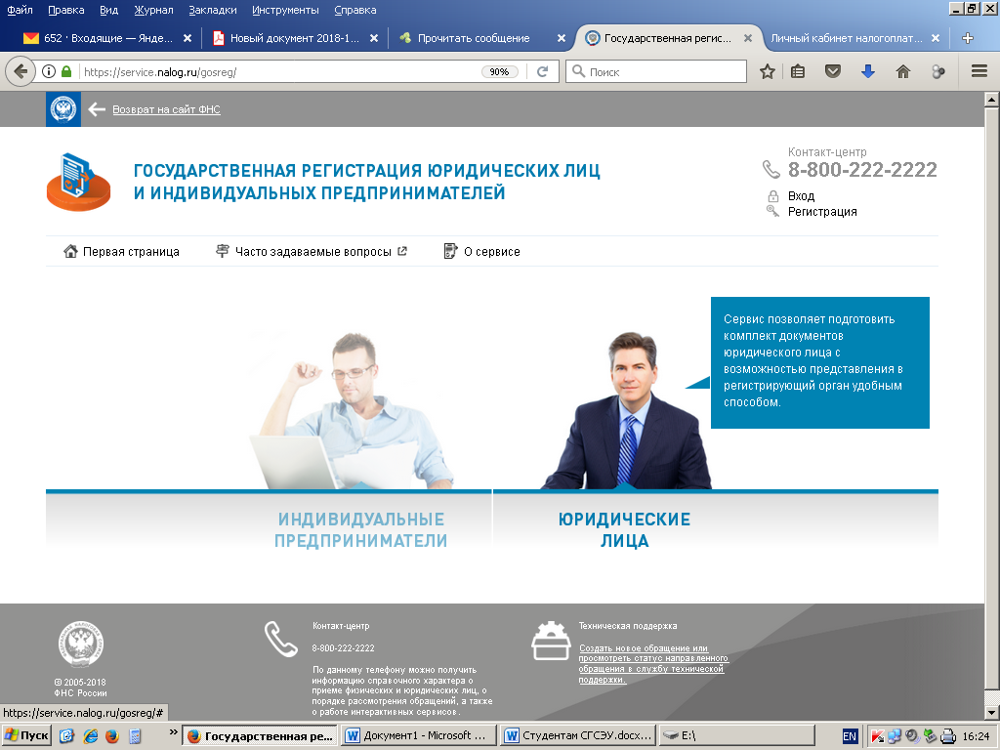 Файл Правка Вид Журнал Закладки Инструменты Справка
652 · Входящие — Янде...
Новый документ 2018-1...
Прочитать сообщение
Государственная регис...
Личный кабинет налогоплат...
https://service.nalog.ru/gosreg/
90%
Поиск
Возврат на сайт ФНС
ГОСУДАРСТВЕННАЯ РЕГИСТРАЦИЯ ЮРИДИЧЕСКИХ ЛИЦ
И ИНДИВИДУАЛЬНЫХ ПРЕДПРИНИМАТЕЛЕЙ
Контакт-центр
8-800-222-2222
Вход
Регистрация
Первая страница
Часто задаваемые вопросы
О сервисе
Сервис позволяет подготовить
комплект документов
юридического лица с
возможностью представления в
регистрирующий орган удобным
способом.
ИНДИВИДУАЛЬНЫЕ
ПРЕДПРИНИМАТЕЛИ
ЮРИДИЧЕСКИЕ
ЛИЦА
© 2005-2018
ФНС России
Контакт-центр
8-800-222-2222
По данному телефону можно получить
информацию справочного характера о
приеме физических и юридических лиц, о
порядке рассмотрения обращений, а также
о работе интерактивных сервисов.
Техническая поддержка
Создать новое обращение или
просмотреть статус направленного
обращения в службу технической
поддержки.
https://service.nalog.ru/gosreg/#
Пуск
Государственная ре...
Документ1 - Microsoft ...
Студентам СГСЭУ.docx...
E:\
EN
16:24